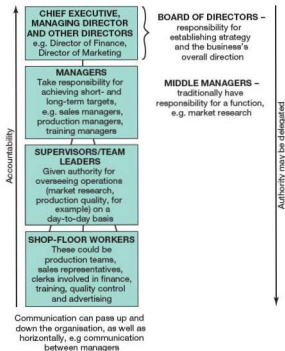 CHIEF EXECUTIVE,
MANAGING DIRECTOR
AND OTHER DIRECTORS
e.g. Director of Finance,
Director of Marketing
BOARD OF DIRECTORS –
responsibility for
establishing strategy
and the business's
overall direction
MANAGERS
Take responsibility for
achieving short- and
long-term targets,
e.g. sales managers,
production managers,
training managers
MIDDLE MANAGERS –
traditionally have
responsibility for a function,
e.g. market research
SUPERVISORS/TEAM
LEADERS
Given authority for
overseeing operations
(market research,
production quality, for
example) on a
day-to-day basis
SHOP-FLOOR WORKERS
These could be
production teams,
sales representatives,
clerks involved in finance,
training, quality control
and advertising
Accountability
Authority may be delegated
Communication can pass up and
down the organisation, as well as
horizontally, e.g communication
between managers